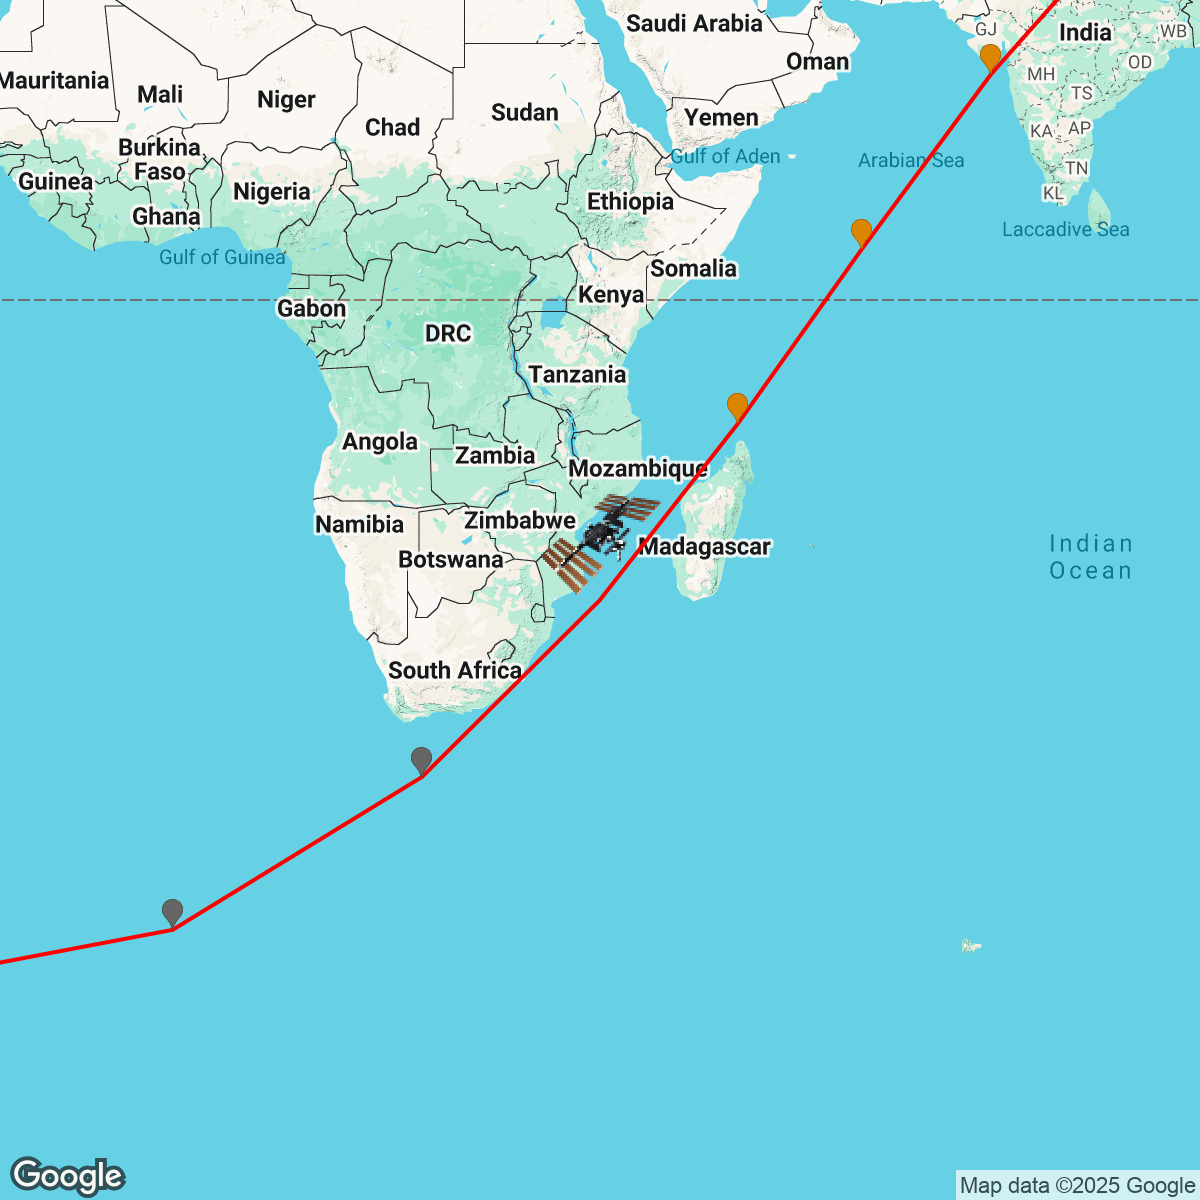 Saudi Arabia
GJ
India
WB
Oman
OD
MH
Mauritania
Mali
Niger
TS
Sudan
Yemen
Chad
AP
KA
Burkina
Faso
Gulf of Aden
Arabian Sea
TN
Guinea
Nigeria
KL
Ethiopia
Ghana
Laccadive Sea
Gulf of Guinea
Somalia
Kenya
Gabon
DRC
Tanzania
Angola
Zambia
Mozambique
Namibia
Zimbabwe
Indian
Ocean
Madagascar
Botswana
South Africa
Google
Map data ©2025 Google